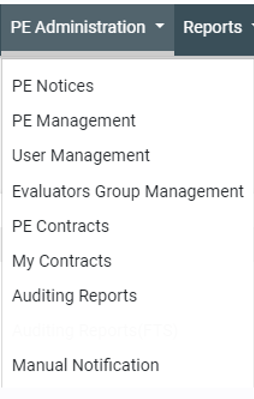 PE Administration Reports
PE Notices
PE Management
User Management
Evaluators Group Management
PE Contracts
My Contracts
Auditing Reports
Manual Notification